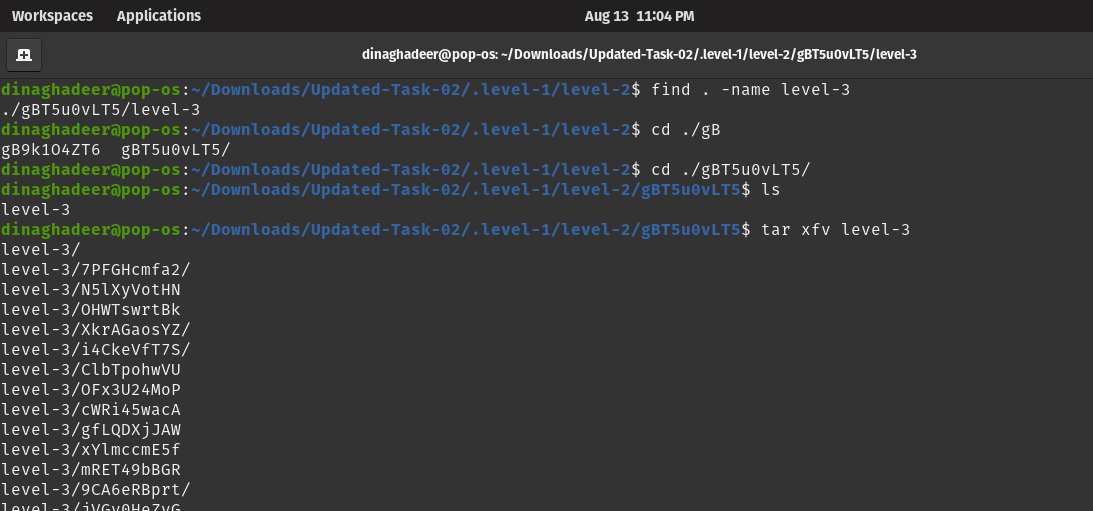 Workspaces Applications Aug 13 11:04 PM
dinaghadeer@pop-os: ~/Downloads/Updated-Task-02/.level-1/level-2/gBT5u0vLT5/level-3
dinaghadeer@pop-os:~/Downloads/Updated-Task-02/.level-1/level-2$ find . -name level-3
./gBT5u0vLT5/level-3
dinaghadeer@pop-os:~/Downloads/Updated-Task-02/.level-1/level-2$ cd ./gB
gB9k1O4ZT6  gBT5u0vLT5/
dinaghadeer@pop-os:~/Downloads/Updated-Task-02/.level-1/level-2$ cd ./gBT5u0vLT5/
dinaghadeer@pop-os:~/Downloads/Updated-Task-02/.level-1/level-2/gBT5u0vLT5$ ls
level-3
dinaghadeer@pop-os:~/Downloads/Updated-Task-02/.level-1/level-2/gBT5u0vLT5$ tar xfv level-3
level-3/
level-3/7PFGHcmfa2/
level-3/N5lXyVotHN
level-3/OHWTswrtBk
level-3/XkrAGaosYZ/
level-3/i4CkeVfT7S/
level-3/ClbTpohwVU
level-3/OFx3U24MoP
level-3/cWRi45wacA
level-3/gfLQDXjJAW
level-3/xYlmccmE5f
level-3/mRET49bBGR
level-3/9CA6eRBprt/